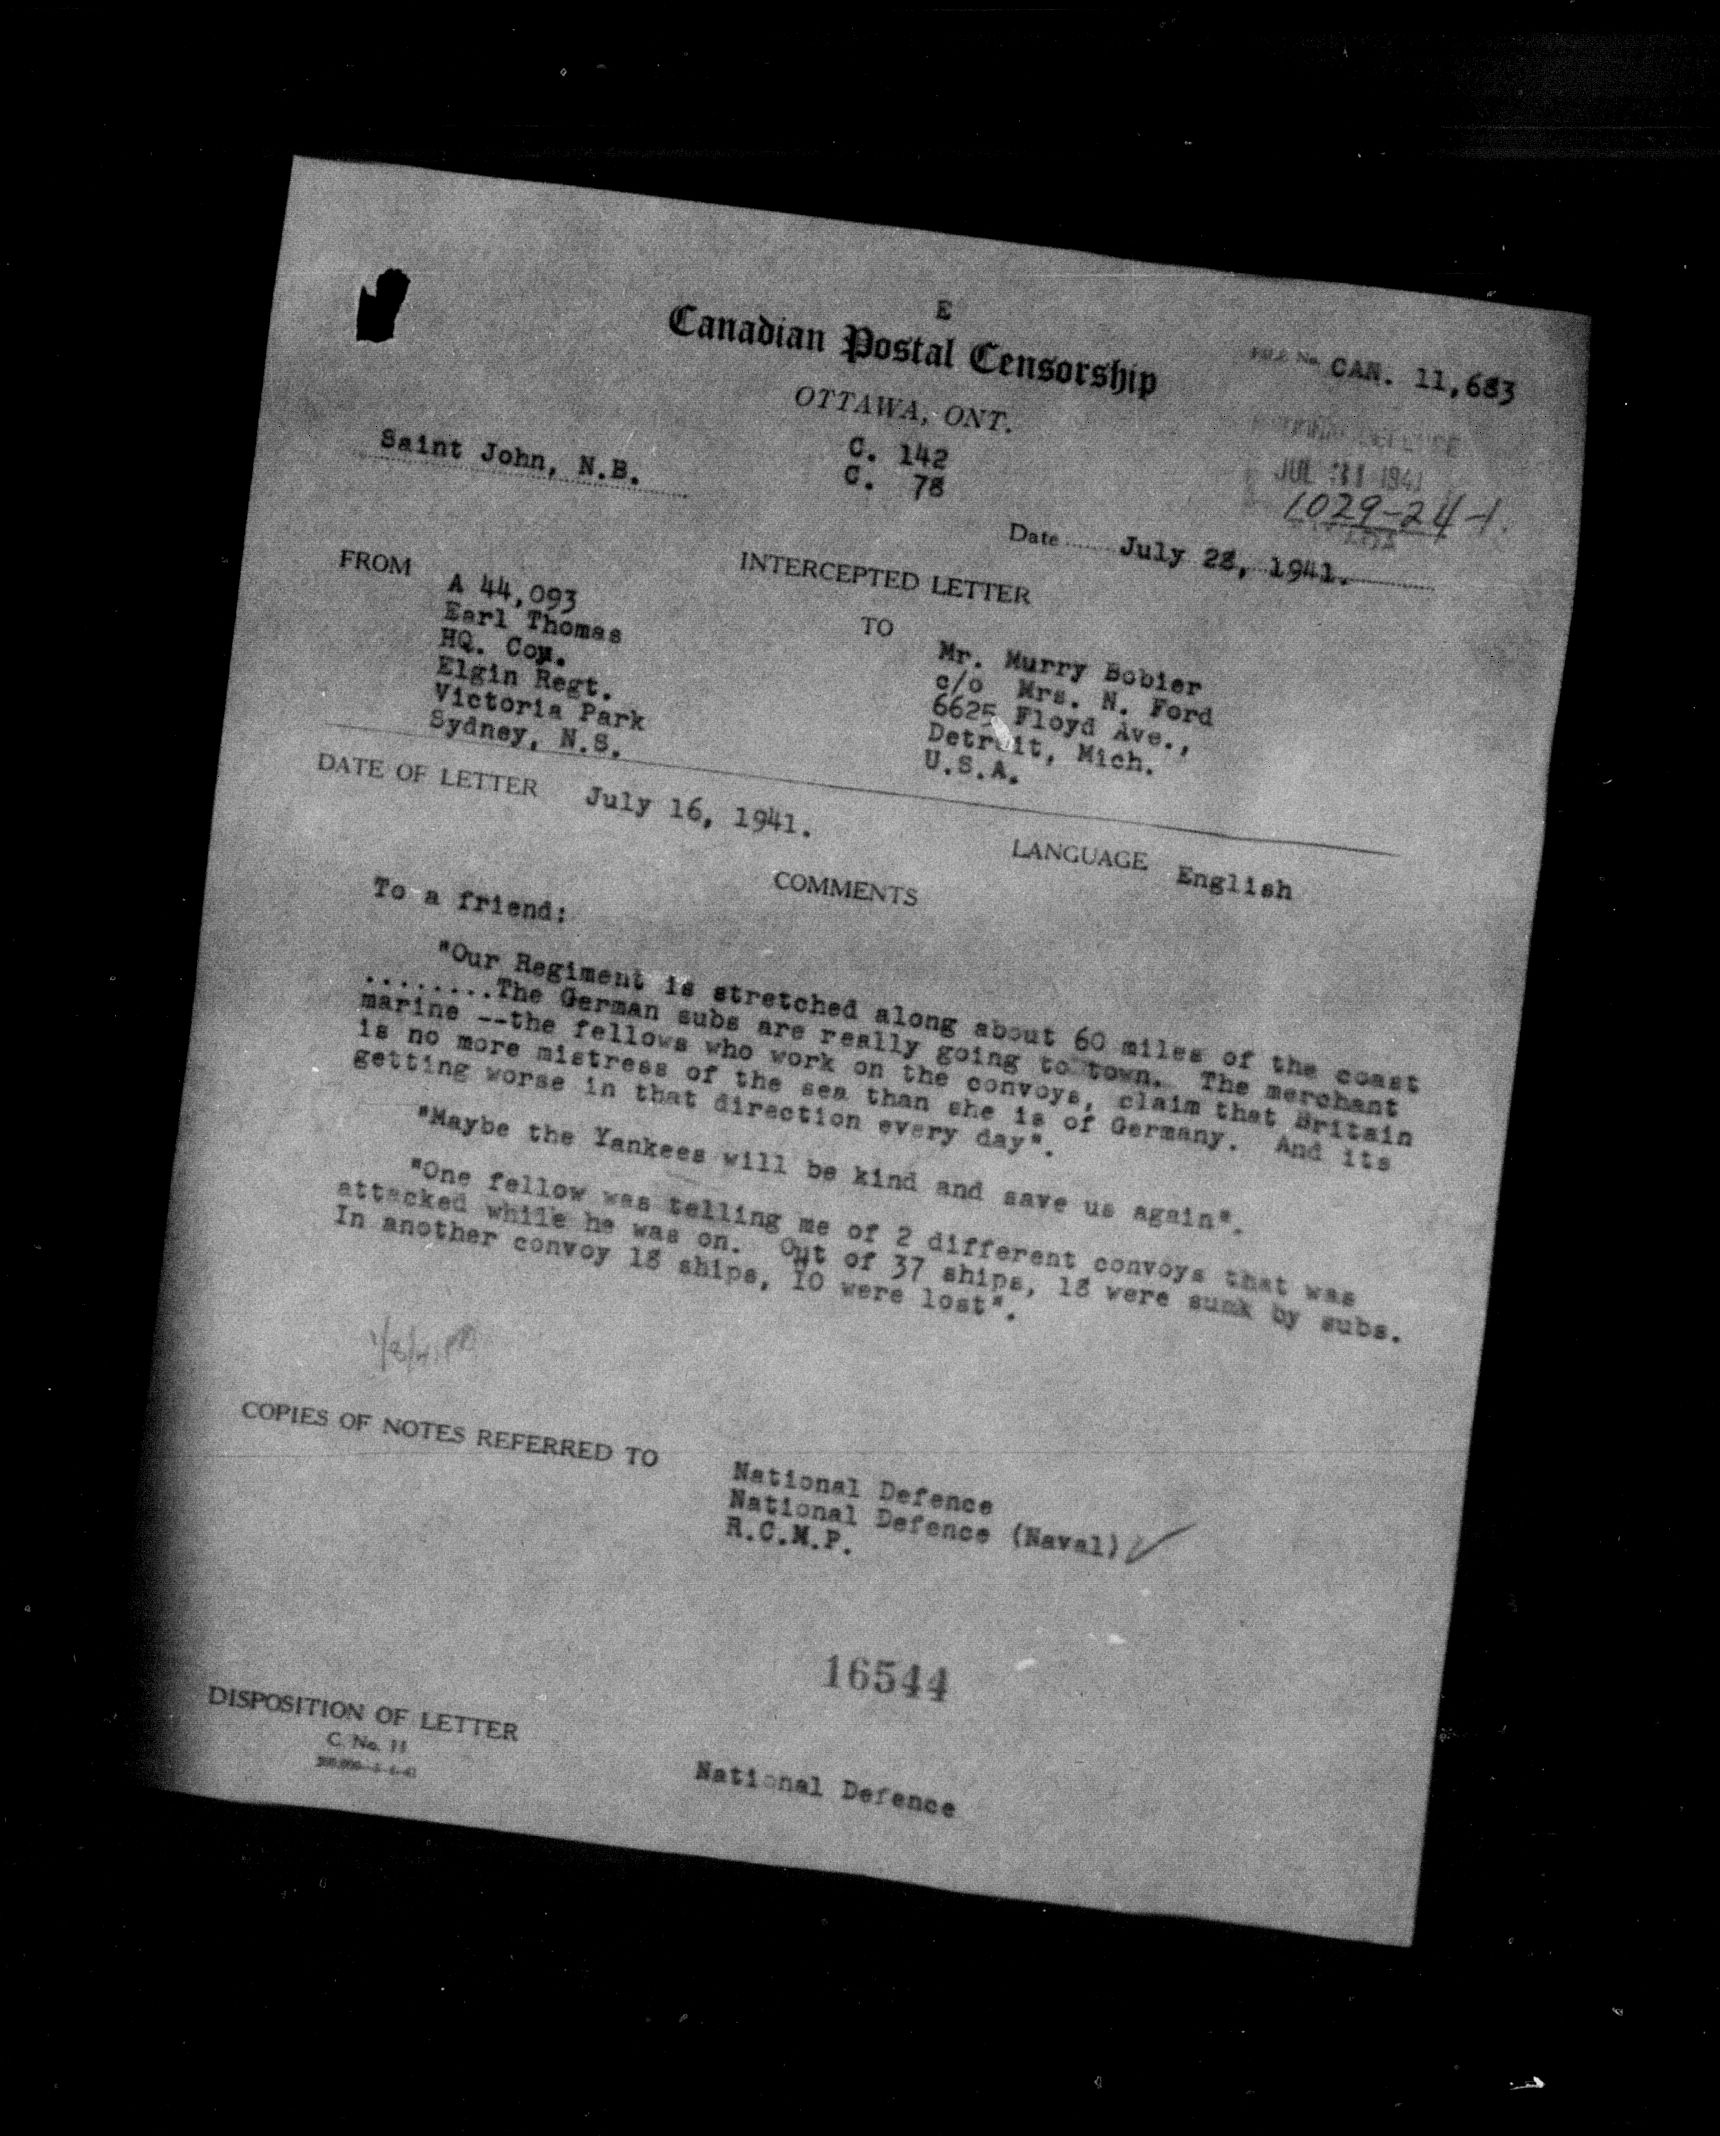 E
Canadian Postal Censorship
OTTAWA, ONT.
FILE No. CAN. 11,683
C. 142
C. 78
Saint John, N.B.
DEFENCE
JUL 31 1941
1029-24-1.
Date July 28, 1941.
INTERCEPTED LETTER
FROM
A 44,093
Earl Thomas
HQ. Coy.
Elgin Regt.
Victoria Park
Sydney, N.S.
TO
Mr. Murry Bobier
c/o Mrs. N. Ford
6625 Floyd Ave.,
Detroit, Mich.
U.S.A.
DATE OF LETTER July 16, 1941.
LANGUAGE English
COMMENTS
To a friend:
"Our Regiment is stretched along about 60 miles of the coast
........The German subs are really going to town. The merchant
marine --the fellows who work on the convoys, claim that Britain
is no more mistress of the sea than she is of Germany. And its
getting worse in that direction every day".
"Maybe the Yankees will be kind and save us again".
"One fellow was telling me of 2 different convoys that was
attacked while he was on. Out of 37 ships, 18 were sunk by subs.
In another convoy 18 ships, 10 were lost".
COPIES OF NOTES REFERRED TO
National Defence
National Defence (Naval)
R.C.M.P.
16544
DISPOSITION OF LETTER
C. No. 11
National Defence